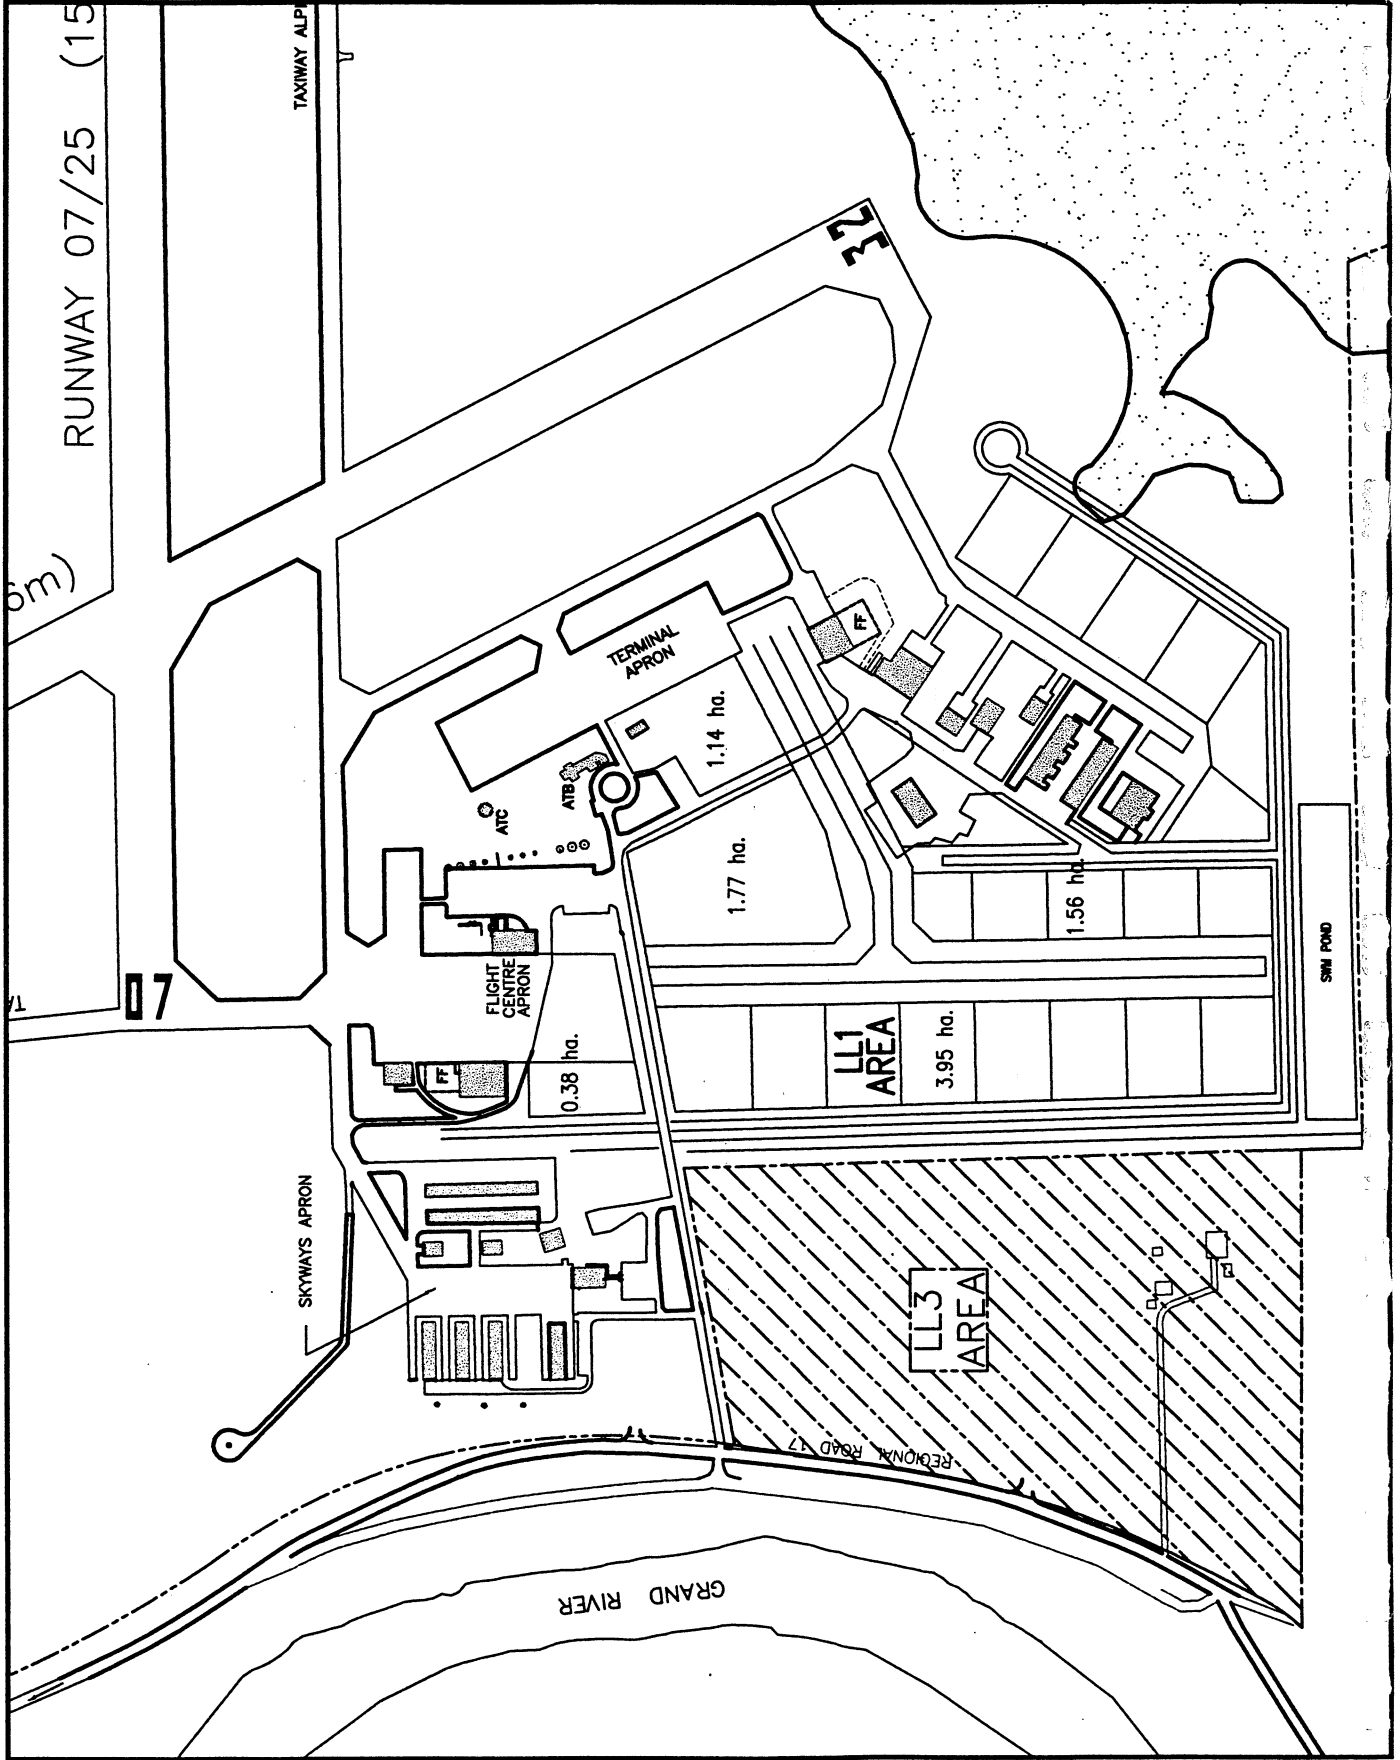 RUNWAY 07/25 (15
6m)
TAXIWAY ALP
32
TERMINAL
APRON
FF
1.14 ha.
ATB
ATC
1.77 ha.
1.56 ha.
07
TA
FLIGHT
CENTRE
APRON
FF
0.38 ha.
LL1
AREA
3.95 ha.
SWM POND
SKYWAYS APRON
LL3
AREA
REGIONAL ROAD 17
GRAND RIVER